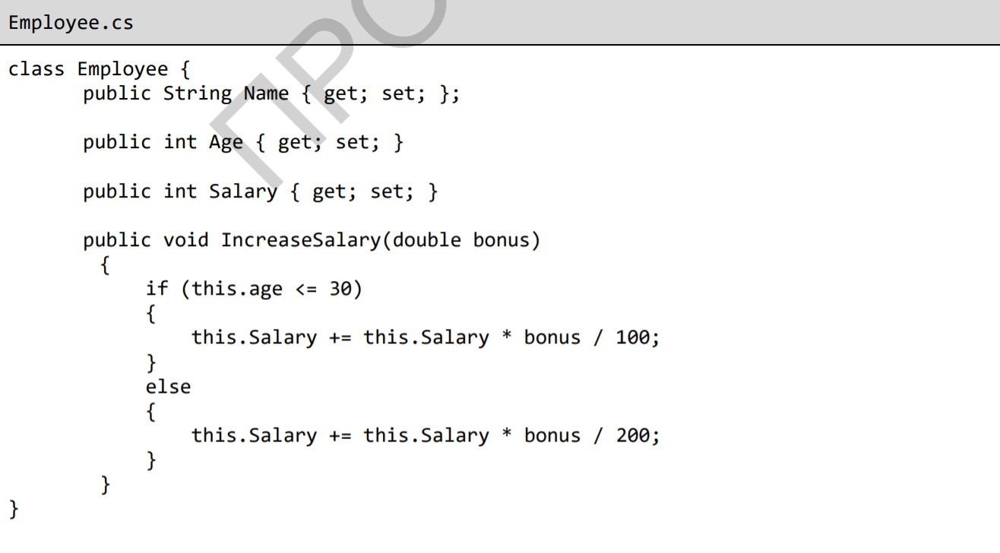 Employee.cs
class Employee {
public String Name { get; set; };
public int Age { get; set; }
public int Salary { get; set; }
public void IncreaseSalary(double bonus)
{
if (this.age <= 30)
{
this.Salary += this.Salary * bonus / 100;
}
else
{
this.Salary += this.Salary * bonus / 200;
}
}
}
ПРО